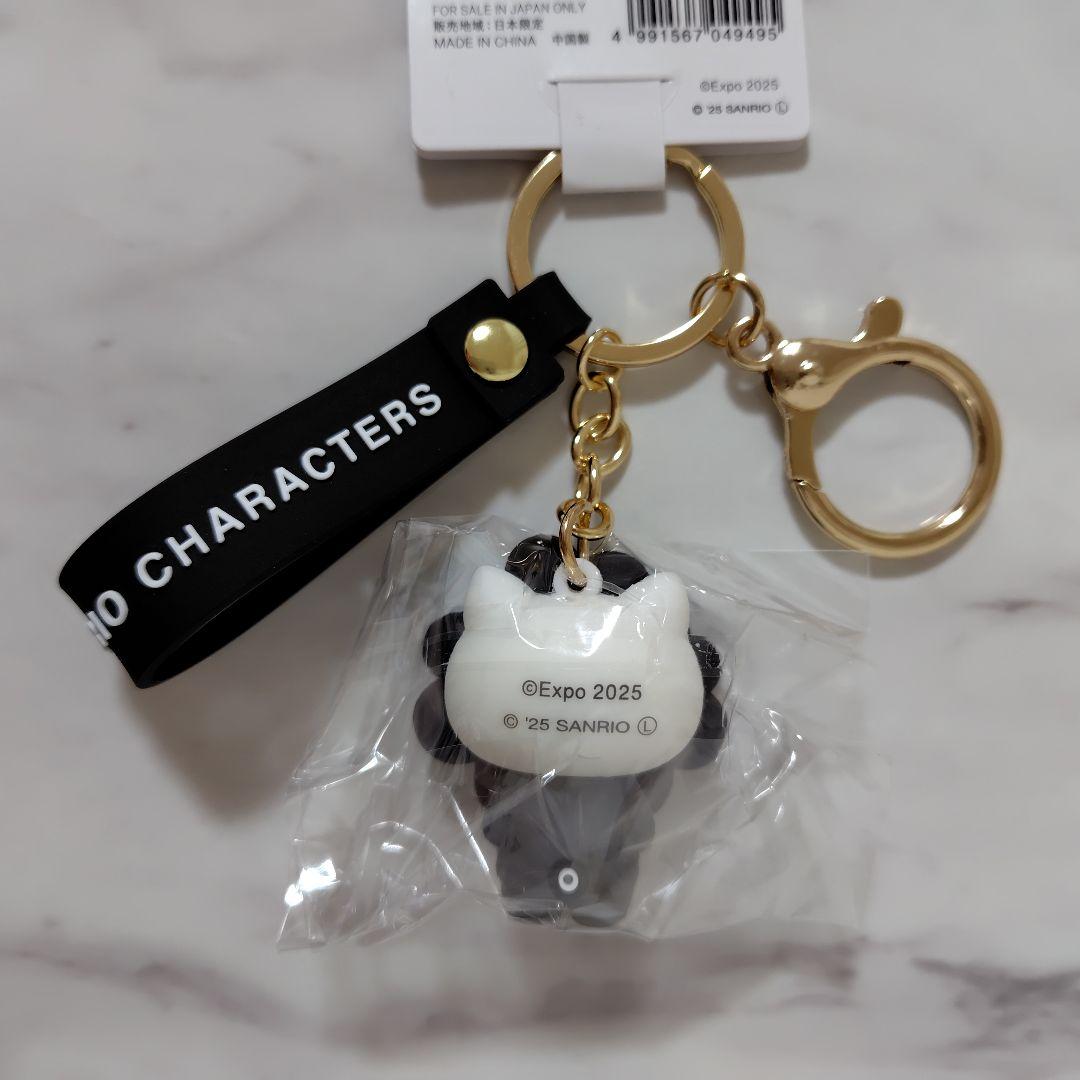 FOR SALE IN JAPAN ONLY
販売地域：日本限定
MADE IN CHINA 中国製
4 991567 049495
©Expo 2025
© '25 SANRIO Ⓛ
IO CHARACTERS
©Expo 2025
© '25 SANRIO Ⓛ